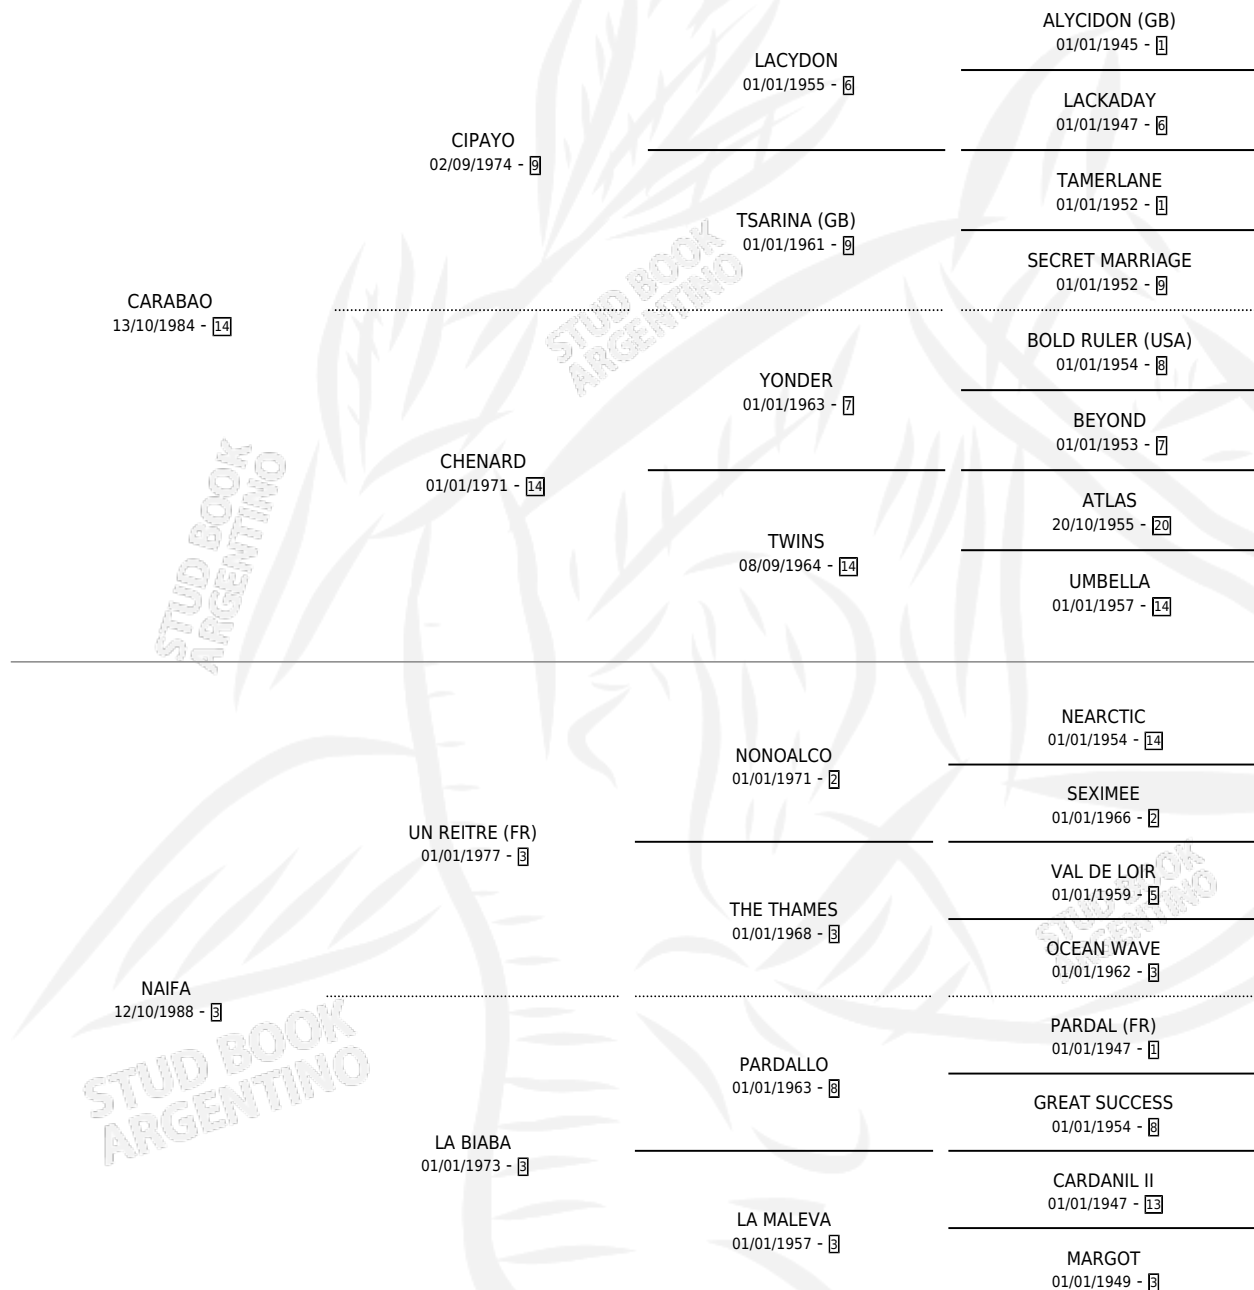 ALYCIDON (GB)
01/01/1945 - 1
LACYDON
01/01/1955 - 6
LACKADAY
01/01/1947 - 6
CIPAYO
02/09/1974 - 9
TAMERLANE
01/01/1952 - 1
TSARINA (GB)
01/01/1961 - 9
SECRET MARRIAGE
01/01/1952 - 9
CARABAO
13/10/1984 - 14
BOLD RULER (USA)
01/01/1954 - 8
YONDER
01/01/1963 - 7
BEYOND
01/01/1953 - 7
CHENARD
01/01/1971 - 14
ATLAS
20/10/1955 - 20
TWINS
08/09/1964 - 14
UMBELLA
01/01/1957 - 14
NEARCTIC
01/01/1954 - 14
NONOALCO
01/01/1971 - 2
SEXIMEE
01/01/1966 - 2
UN REITRE (FR)
01/01/1977 - 3
VAL DE LOIR
01/01/1959 - 5
THE THAMES
01/01/1968 - 3
OCEAN WAVE
01/01/1962 - 3
NAIFA
12/10/1988 - 3
PARDAL (FR)
01/01/1947 - 1
PARDALLO
01/01/1963 - 8
GREAT SUCCESS
01/01/1954 - 8
LA BIABA
01/01/1973 - 3
CARDANIL II
01/01/1947 - 13
LA MALEVA
01/01/1957 - 3
MARGOT
01/01/1949 - 3
STUD BOOK
ARGENTINO
STUD BOOK
ARGENTINO
STUD BOOK
ARGENTINO
STUD BOOK
ARGENTINO